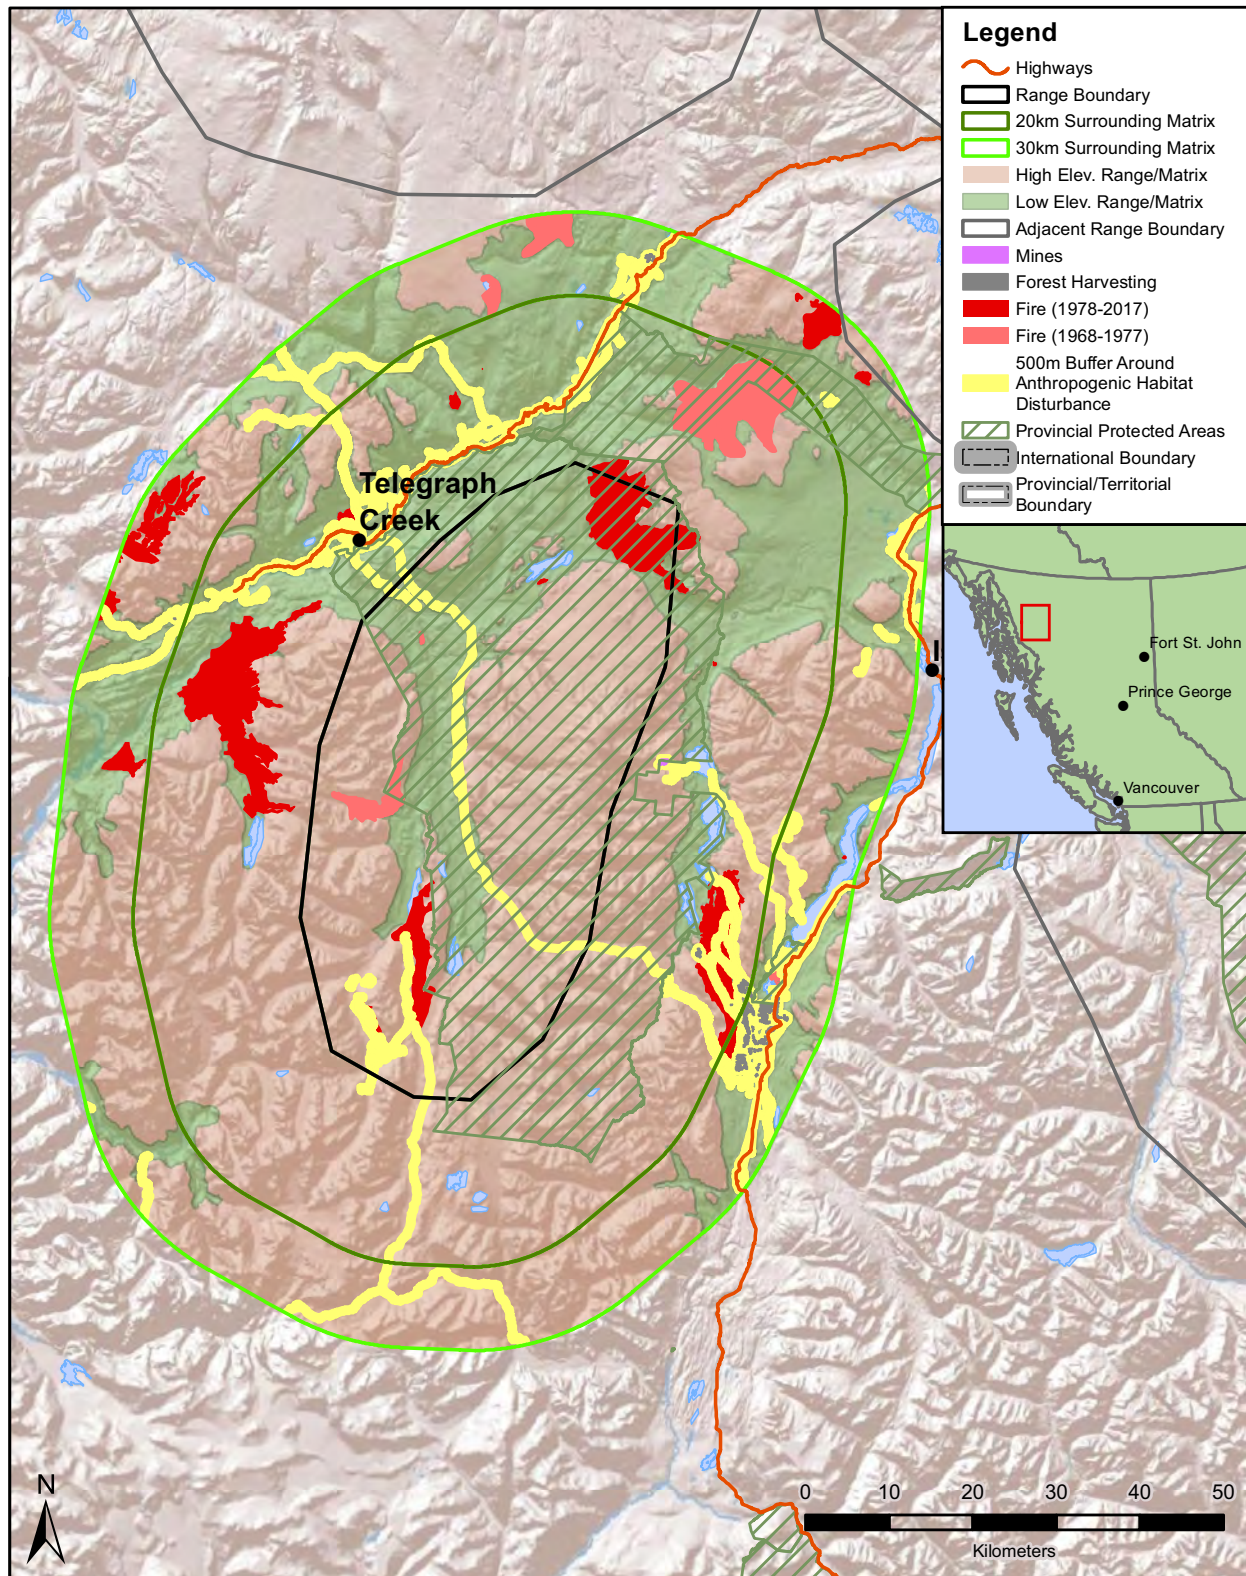 Legend
Highways
Range Boundary
20km Surrounding Matrix
30km Surrounding Matrix
High Elev. Range/Matrix
Low Elev. Range/Matrix
Adjacent Range Boundary
Mines
Forest Harvesting
Fire (1978-2017)
Fire (1968-1977)
500m Buffer Around
Anthropogenic Habitat
Disturbance
Provincial Protected Areas
International Boundary
Provincial/Territorial
Boundary
Telegraph
Creek
Fort St. John
Prince George
Vancouver
N
0 10 20 30 40 50
Kilometers